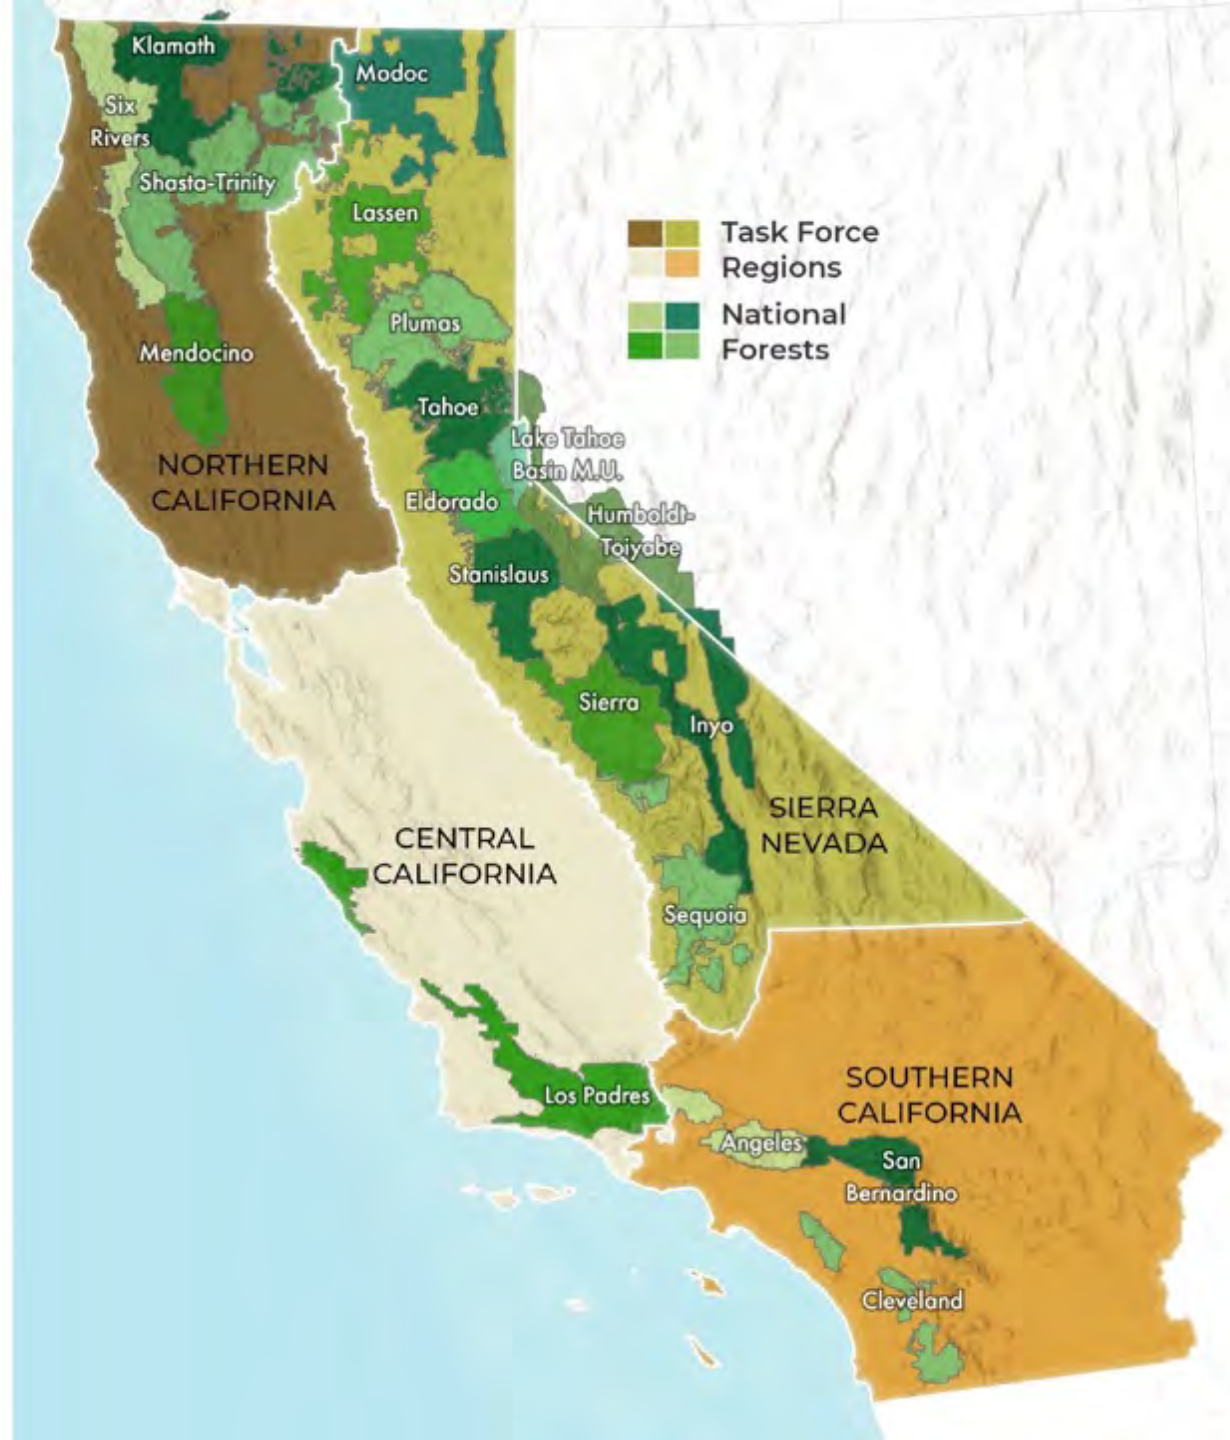 Klamath
Modoc
Six
Rivers
Shasta-Trinity
Lassen
Task Force
Regions
National
Forests
Plumas
Mendocino
Tahoe
Lake Tahoe
Basin M.U.
NORTHERN
CALIFORNIA
Eldorado
Humboldt-
Toiyabe
Stanislaus
Sierra
Inyo
SIERRA
NEVADA
CENTRAL
CALIFORNIA
Sequoia
SOUTHERN
CALIFORNIA
Los Padres
Angeles
San
Bernardino
Cleveland